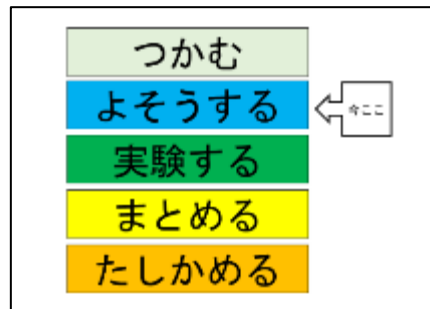 つかむ
よそうする
今ここ
実験する
まとめる
たしかめる